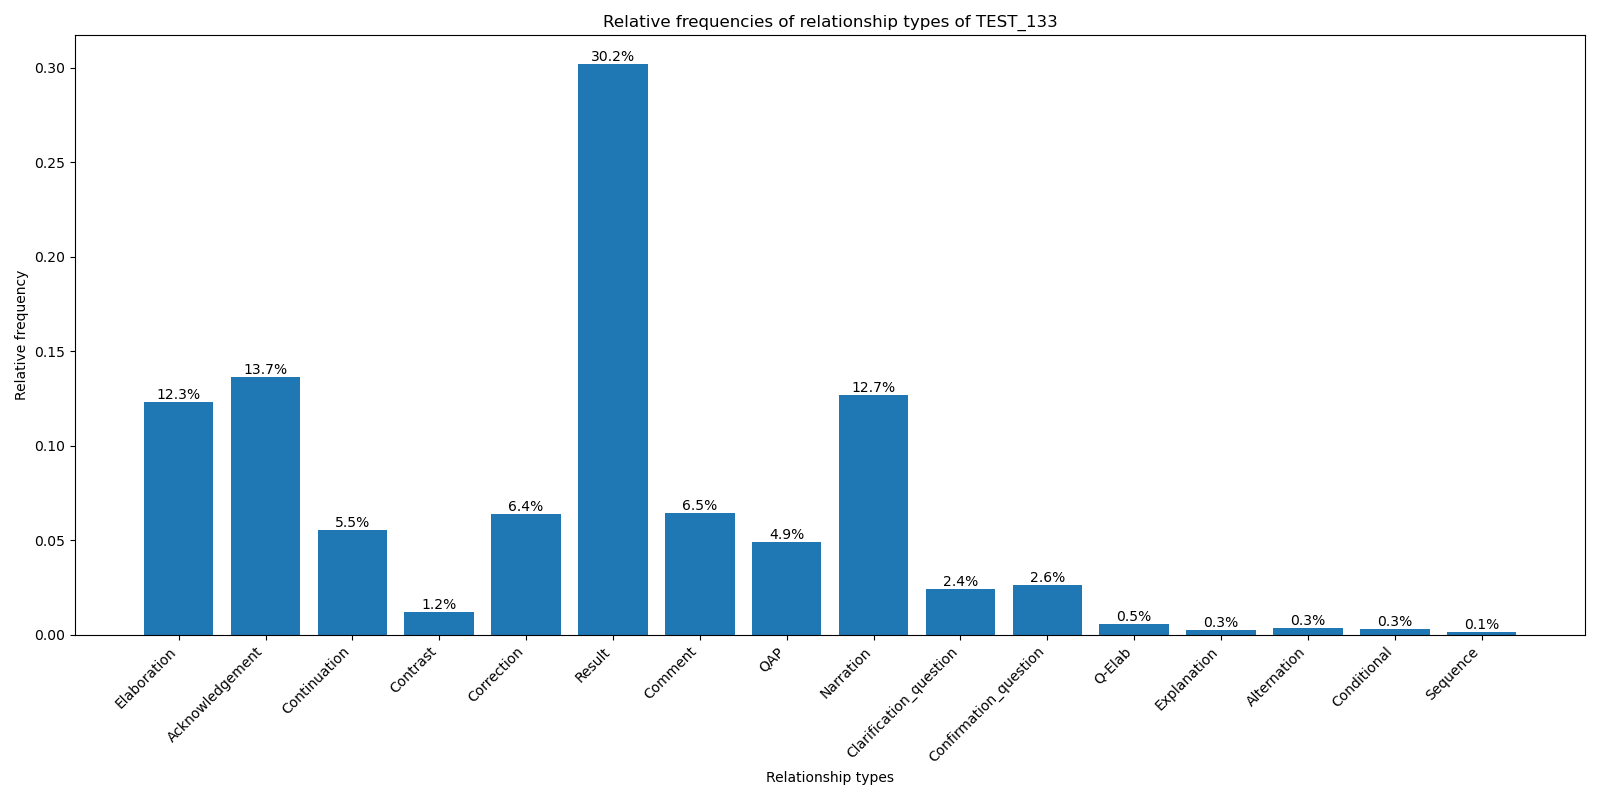 Relative frequencies of relationship types of TEST_133
Relative frequency
0.30
0.25
0.20
0.15
0.10
0.05
0.00
12.3%
13.7%
5.5%
1.2%
6.4%
30.2%
6.5%
4.9%
12.7%
2.4%
2.6%
0.5%
0.3%
0.3%
0.3%
0.1%
Elaboration
Acknowledgement
Continuation
Contrast
Correction
Result
Comment
QAP
Narration
Clarification_question
Confirmation_question
Q-Elab
Explanation
Alternation
Conditional
Sequence
Relationship types